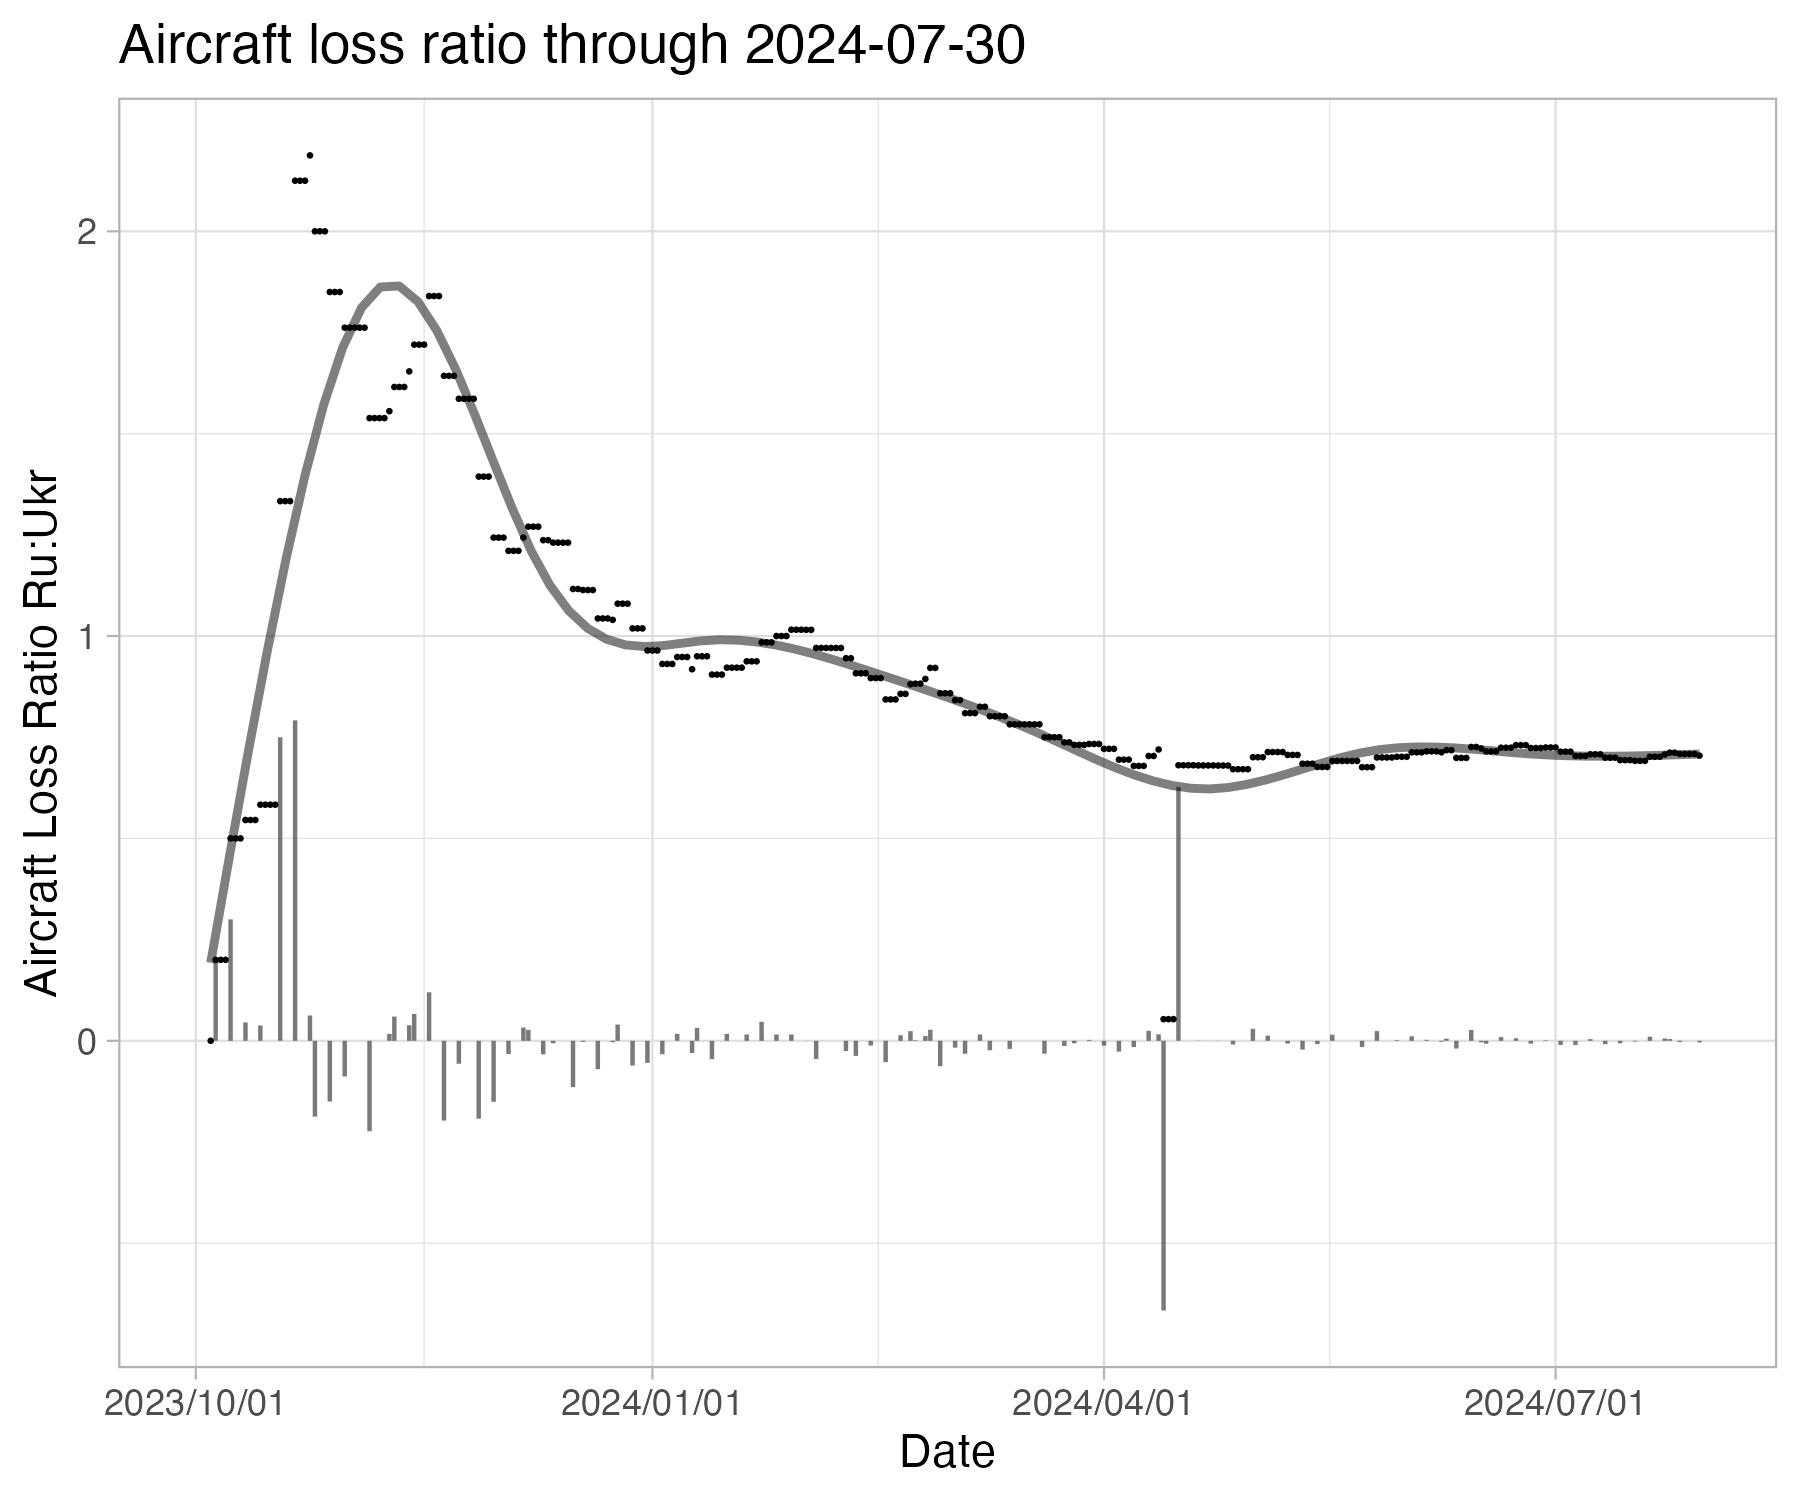 Aircraft loss ratio through 2024-07-30
Aircraft Loss Ratio Ru:Ukr
2
1
0
2023/10/01
2024/01/01
2024/04/01
2024/07/01
Date